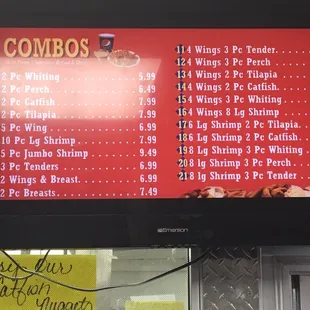 COMBOS
2 Pc Whiting 5.99
2 Pc Perch 6.49
2 Pc Catfish 7.99
2 Pc Tilapia 7.99
5 Pc Wing 6.99
10 Pc Lg Shrimp 7.99
5 Pc Jumbo Shrimp 9.49
3 Pc Tenders 6.99
2 Wings & Breast 6.99
2 Pc Breasts 7.49
114 Wings 3 Pc Tender
124 Wings 3 Pc Perch
134 Wings 2 Pc Tilapia
144 Wings 2 Pc Catfish
154 Wings 3 Pc Whiting
164 Wings 8 Lg Shrimp
176 Lg Shrimp 2 Pc Tilapia
186 Lg Shrimp 2 Pc Catfish
198 Lg Shrimp 3 Pc Whiting
208 lg Shrimp 3 Pc Perch
218 lg Shrimp 3 Pc Tender
Emerson
our
Catfish
Nuggets